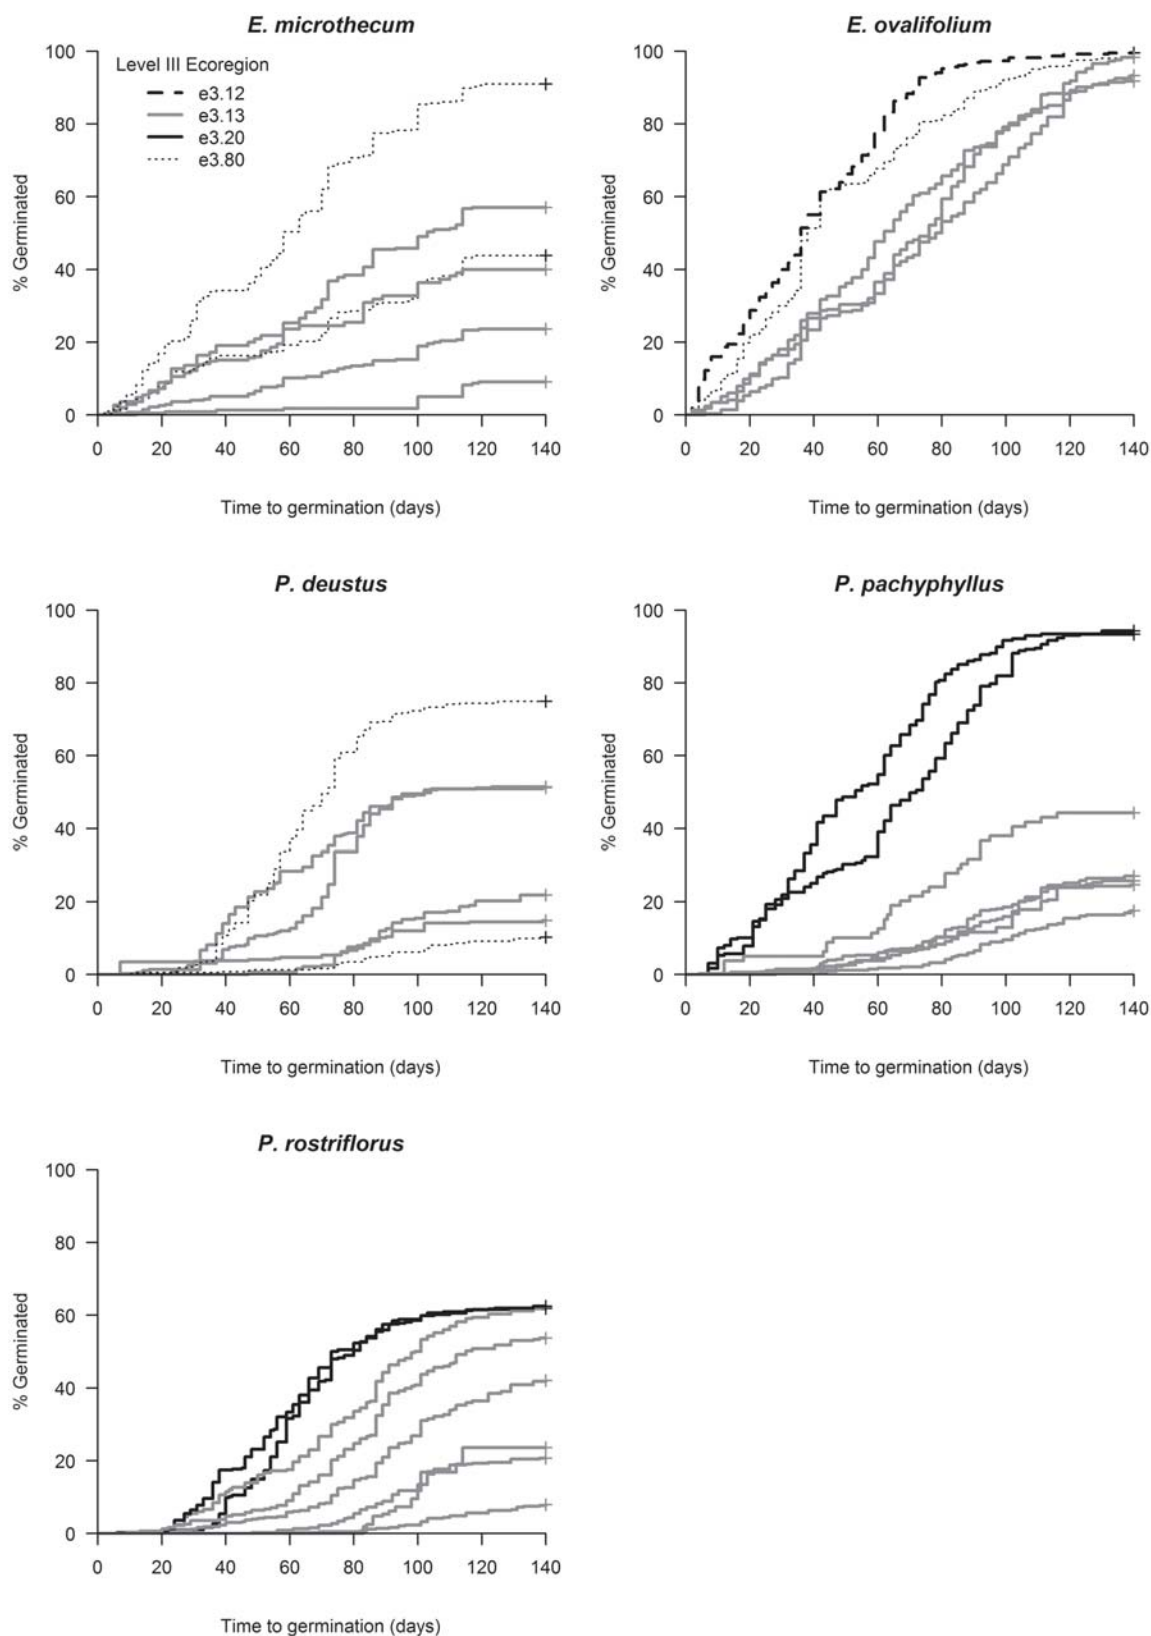 E. microthecum
E. ovalifolium
Level III Ecoregion
e3.12
e3.13
e3.20
e3.80
% Germinated
100
80
60
40
20
0
0 20 40 60 80 100 120 140
Time to germination (days)
% Germinated
100
80
60
40
20
0
0 20 40 60 80 100 120 140
Time to germination (days)
P. deustus
% Germinated
100
80
60
40
20
0
0 20 40 60 80 100 120 140
Time to germination (days)
P. pachyphyllus
% Germinated
100
80
60
40
20
0
0 20 40 60 80 100 120 140
Time to germination (days)
P. rostriflorus
% Germinated
100
80
60
40
20
0
0 20 40 60 80 100 120 140
Time to germination (days)